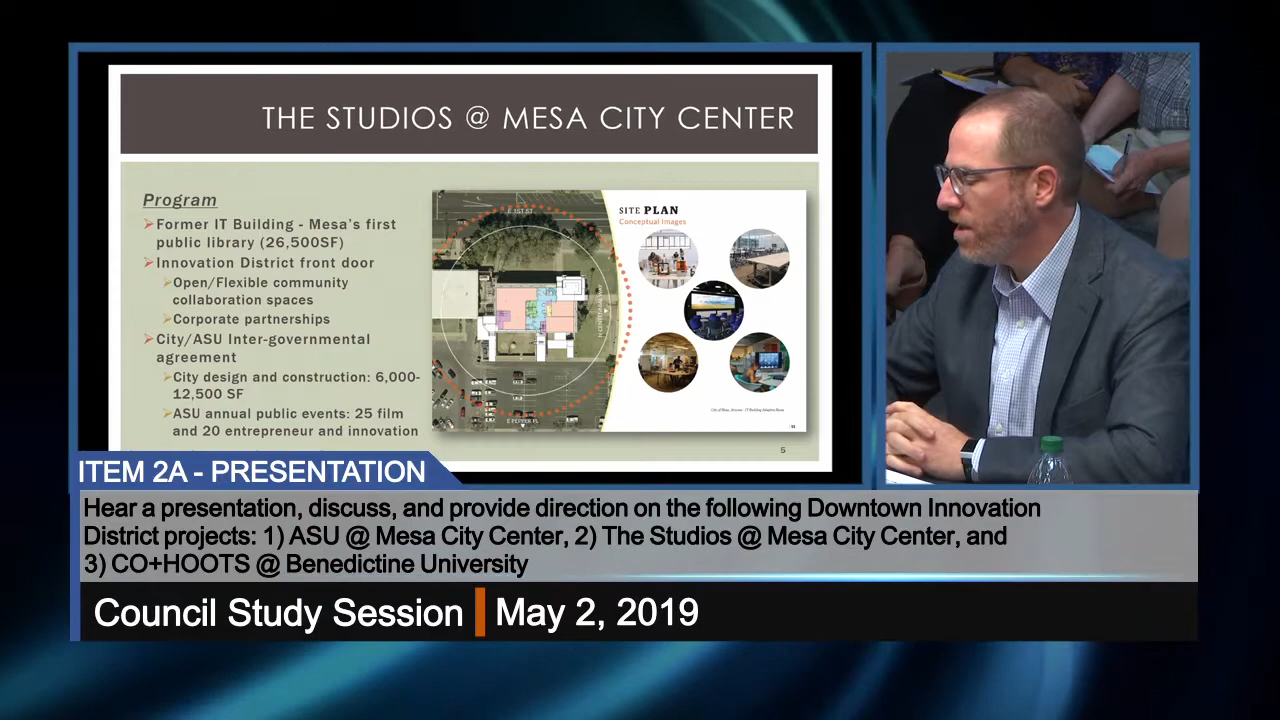 THE STUDIOS @ MESA CITY CENTER
Program
Former IT Building - Mesa's first
public library (26,500SF)
Innovation District front door
Open/Flexible community
collaboration spaces
Corporate partnerships
City/ASU Inter-governmental
agreement
City design and construction: 6,000-
12,500 SF
ASU annual public events: 25 film
and 20 entrepreneur and innovation
E 1ST ST
E PEPPER PL
SITE PLAN
Conceptual Images
5
ITEM 2A - PRESENTATION
Hear a presentation, discuss, and provide direction on the following Downtown Innovation
District projects: 1) ASU @ Mesa City Center, 2) The Studios @ Mesa City Center, and
3) CO+HOOTS @ Benedictine University
Council Study Session
May 2, 2019